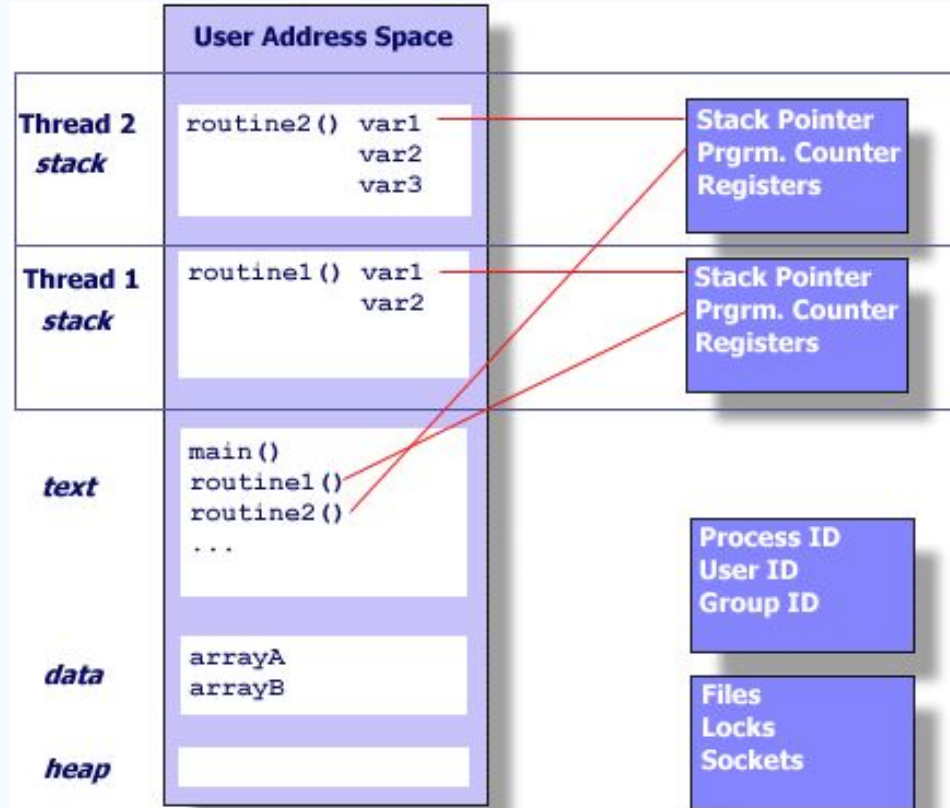 User Address Space
Thread 2
stack
routine2() var1
var2
var3
Stack Pointer
Prgrm. Counter
Registers
Thread 1
stack
routine1() var1
var2
Stack Pointer
Prgrm. Counter
Registers
text
main()
routine1()
routine2()
...
Process ID
User ID
Group ID
data
arrayA
arrayB
Files
Locks
Sockets
heap